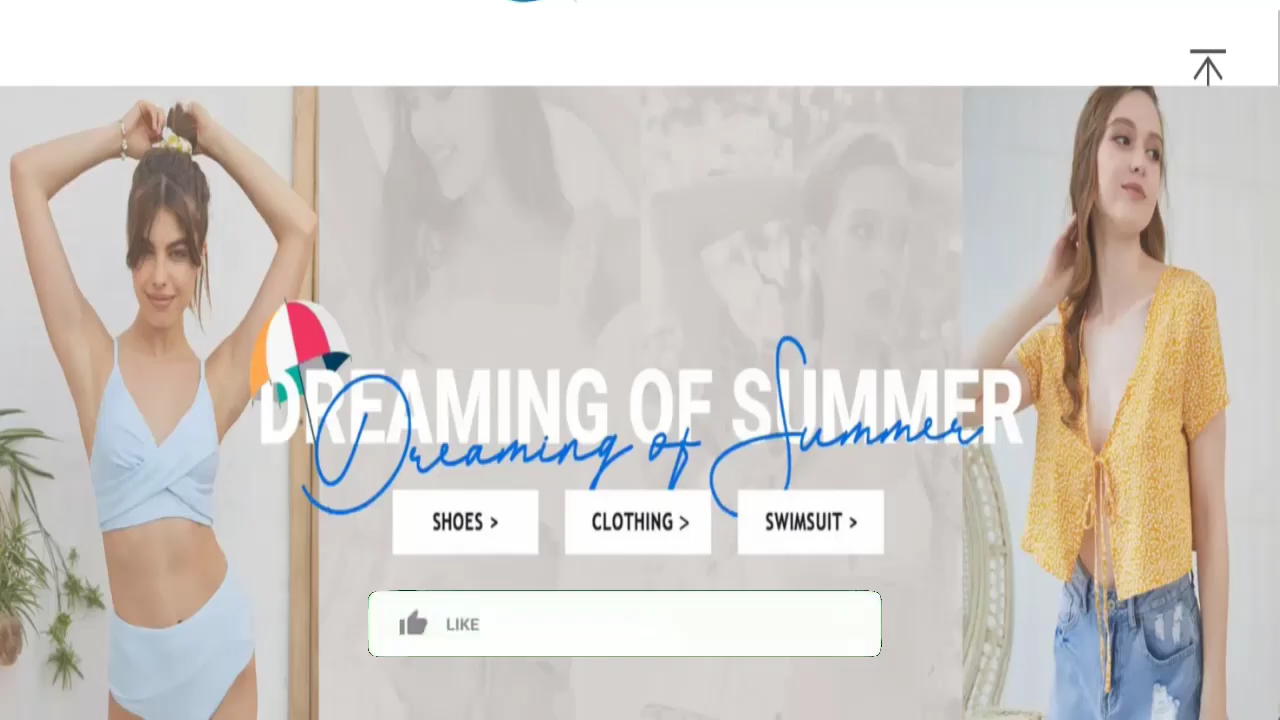 DREAMING OF SUMMER
Dreaming of Summer
SHOES >
CLOTHING >
SWIMSUIT >
LIKE